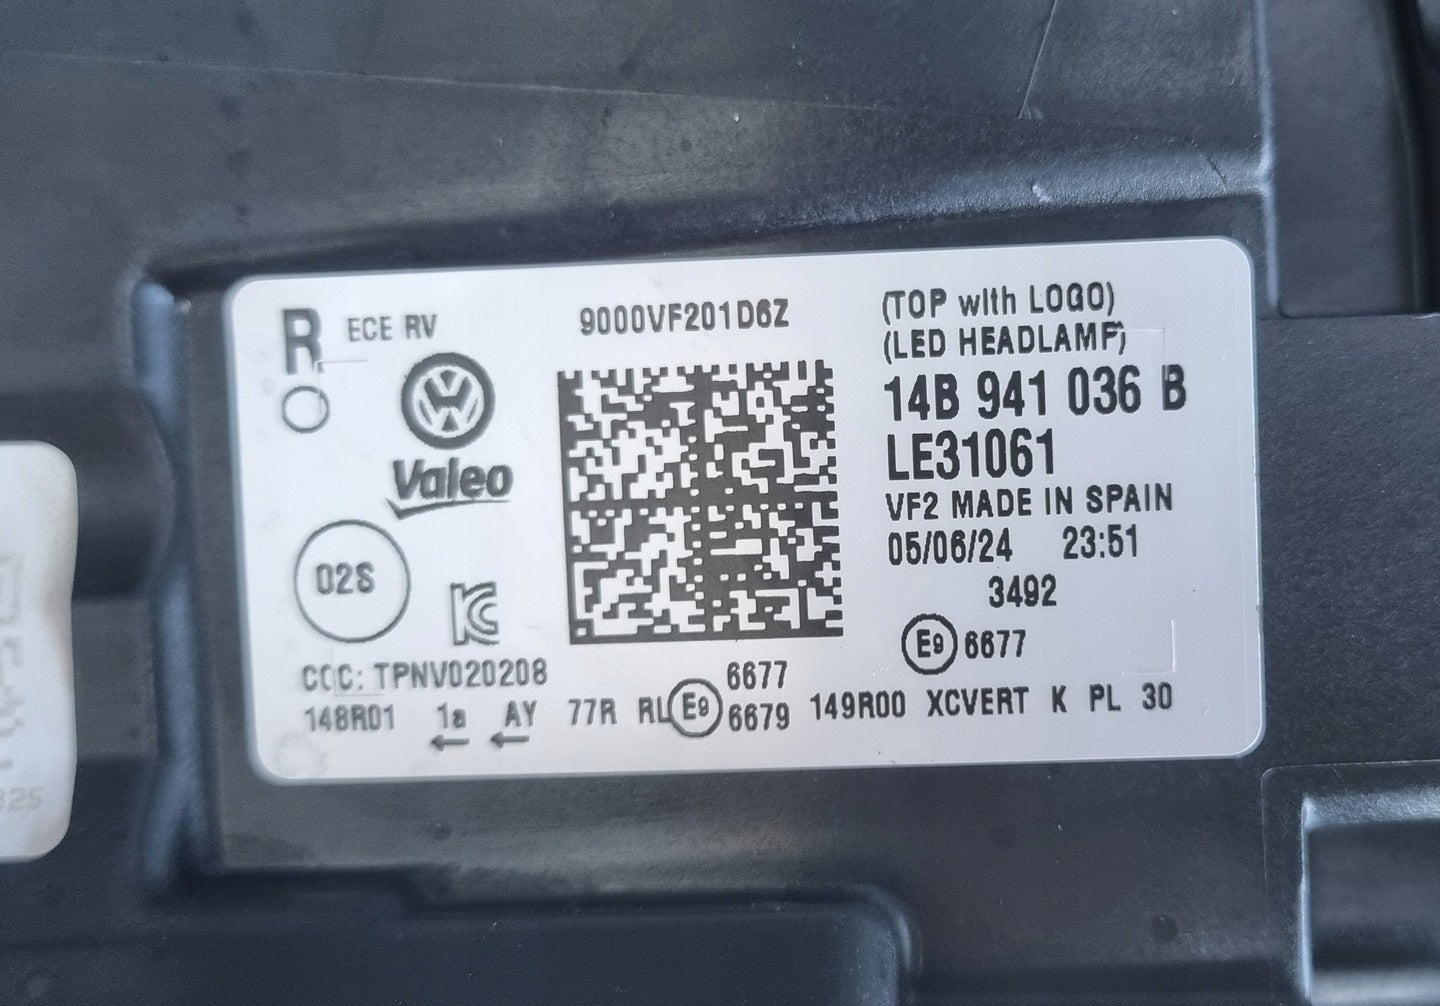 R ECE RV
Valeo
02S
9000VF201D6Z
(TOP with LOGO)
(LED HEADLAMP)
14B 941 036 B
LE31061
VF2 MADE IN SPAIN
05/06/24 23:51
3492
E9 6677
CCC: TPNV020208
6677
148R01 1a AY 77R RL E9 6679 149R00 XCVERT K PL 30